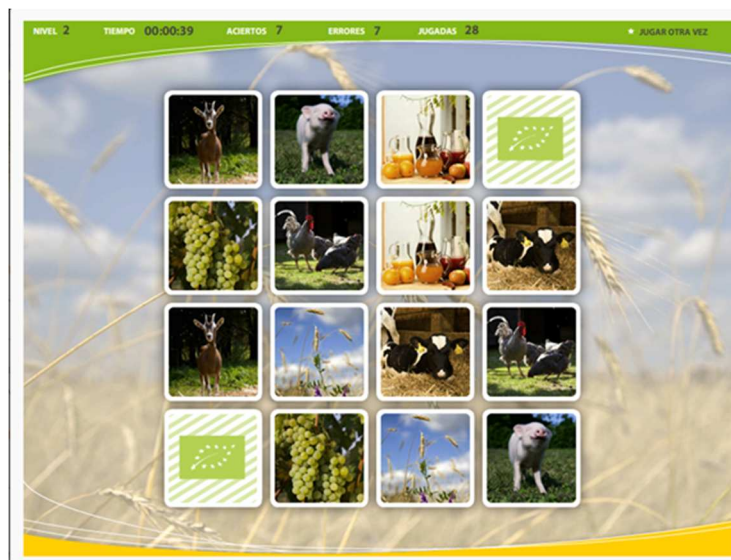 NIVEL 2 TIEMPO 00:00:39 ACIERTOS 7 ERRORES 7 JUGADAS 28 ★ JUGAR OTRA VEZ